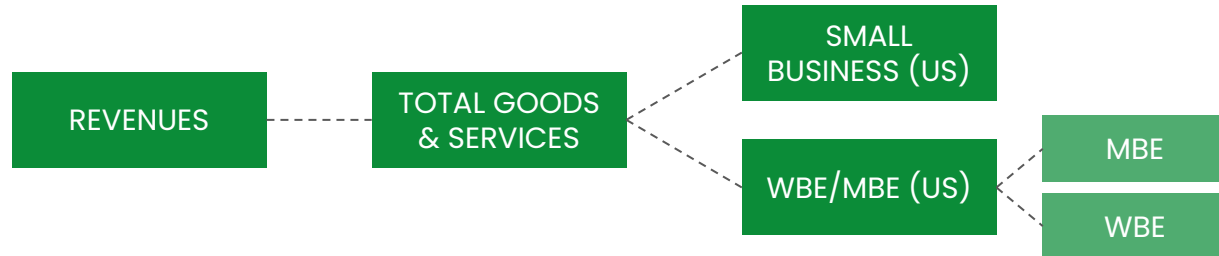 REVENUES
TOTAL GOODS
& SERVICES
SMALL
BUSINESS (US)
WBE/MBE (US)
MBE
WBE